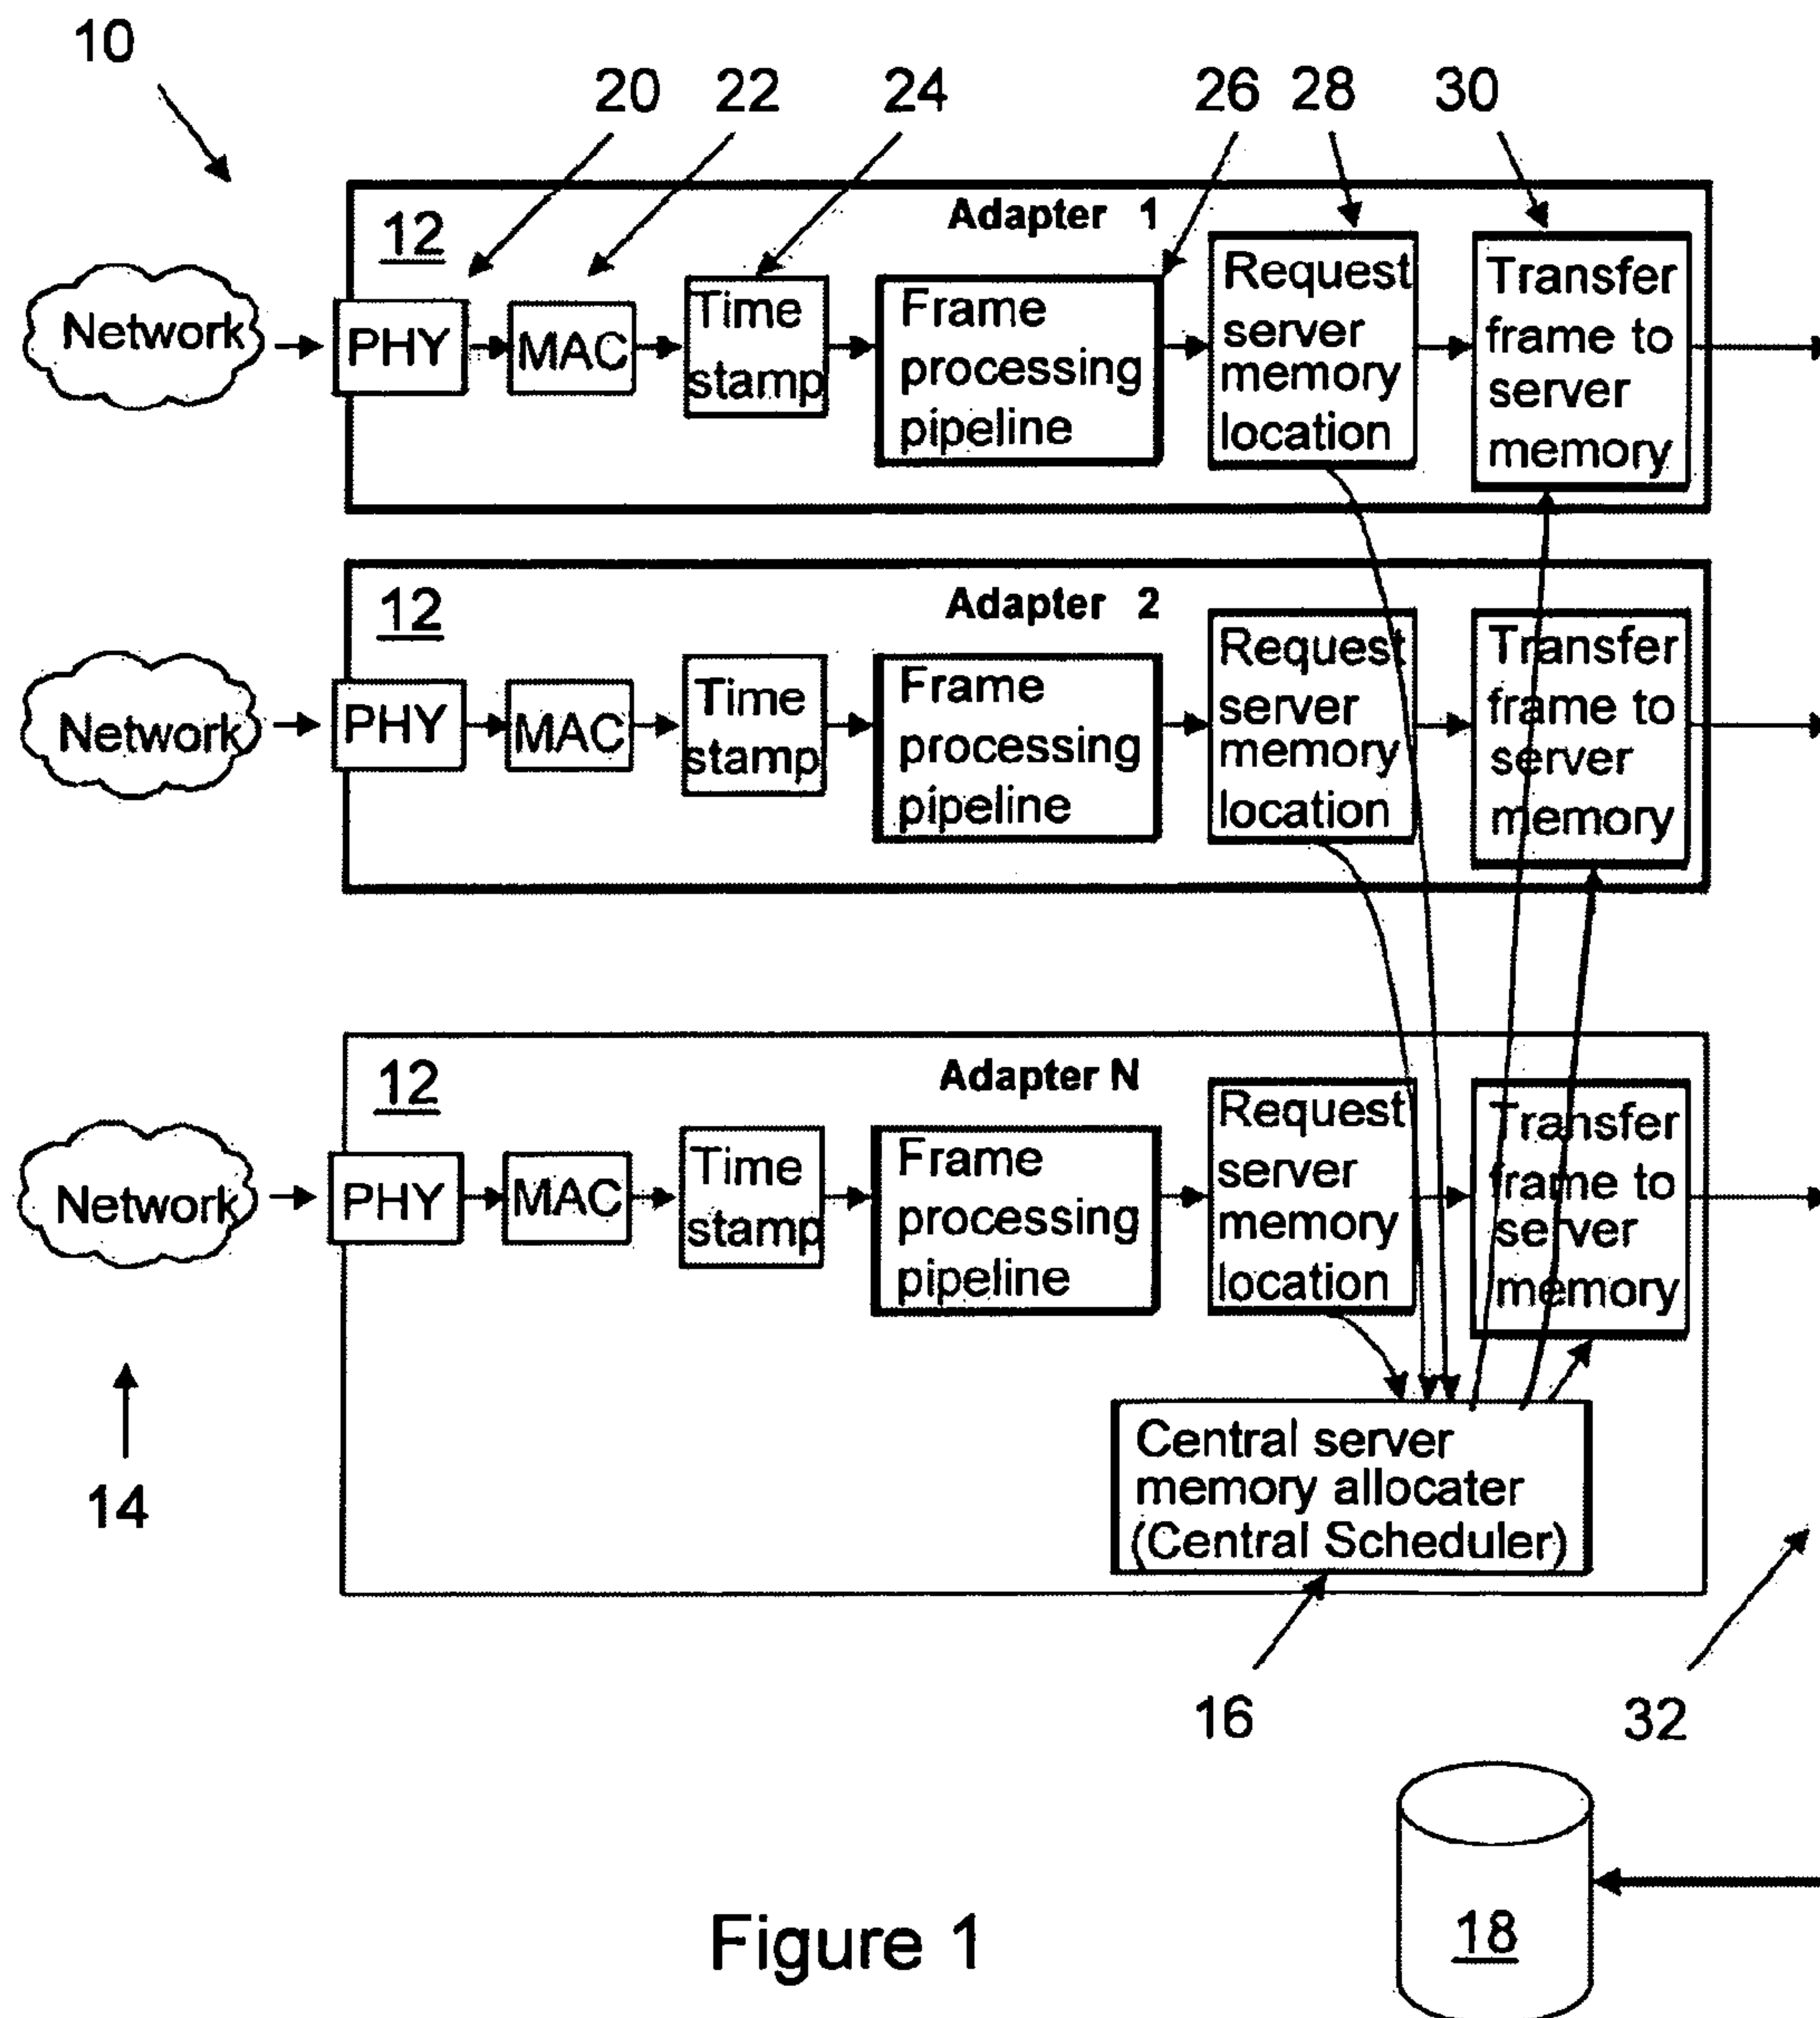 10
20
22
24
26
28
30
12
Adapter 1
Network
PHY
MAC
Time
stamp
Frame
processing
pipeline
Request
server
memory
location
Transfer
frame to
server
memory
12
Adapter 2
Network
PHY
MAC
Time
stamp
Frame
processing
pipeline
Request
server
memory
location
Transfer
frame to
server
memory
12
Adapter N
Network
PHY
MAC
Time
stamp
Frame
processing
pipeline
Request
server
memory
location
Transfer
frame to
server
memory
14
Central server
memory allocater
(Central Scheduler)
16
32
18
Figure 1